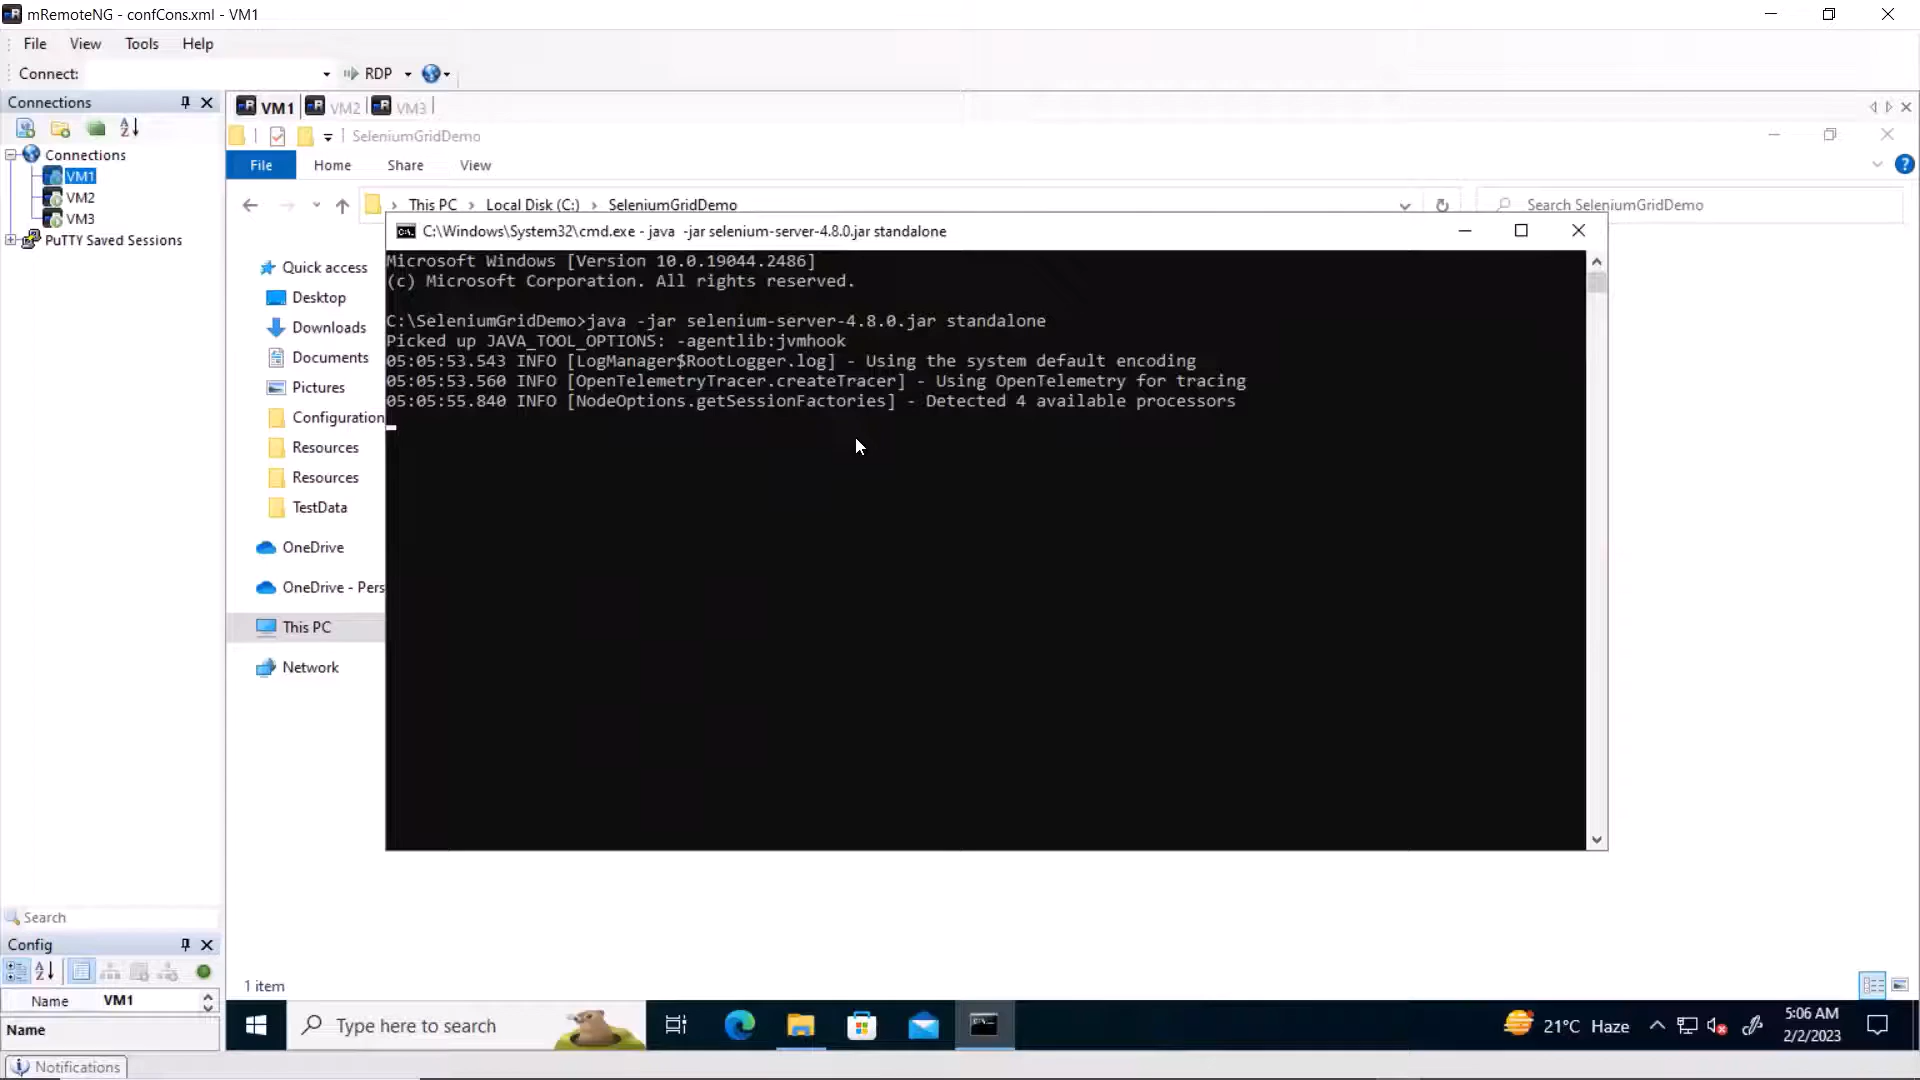 mRemoteNG - confCons.xml - VM1
File View Tools Help
Connect: RDP
Connections
VM1 VM2 VM3
SeleniumGridDemo
Connections
VM1
VM2
VM3
PuTTY Saved Sessions
File Home Share View
This PC › Local Disk (C:) › SeleniumGridDemo
Search SeleniumGridDemo
C:\Windows\System32\cmd.exe - java -jar selenium-server-4.8.0.jar standalone
Microsoft Windows [Version 10.0.19044.2486]
(c) Microsoft Corporation. All rights reserved.
C:\SeleniumGridDemo>java -jar selenium-server-4.8.0.jar standalone
Picked up JAVA_TOOL_OPTIONS: -agentlib:jvmhook
05:05:53.543 INFO [LogManager$RootLogger.log] - Using the system default encoding
05:05:53.560 INFO [OpenTelemetryTracer.createTracer] - Using OpenTelemetry for tracing
05:05:55.840 INFO [NodeOptions.getSessionFactories] - Detected 4 available processors
Quick access
Desktop
Downloads
Documents
Pictures
Configuration
Resources
Resources
TestData
OneDrive
OneDrive - Pers
This PC
Network
1 item
Search
Config
Name VM1
Name
Notifications
Type here to search
21°C Haze
5:06 AM
2/2/2023